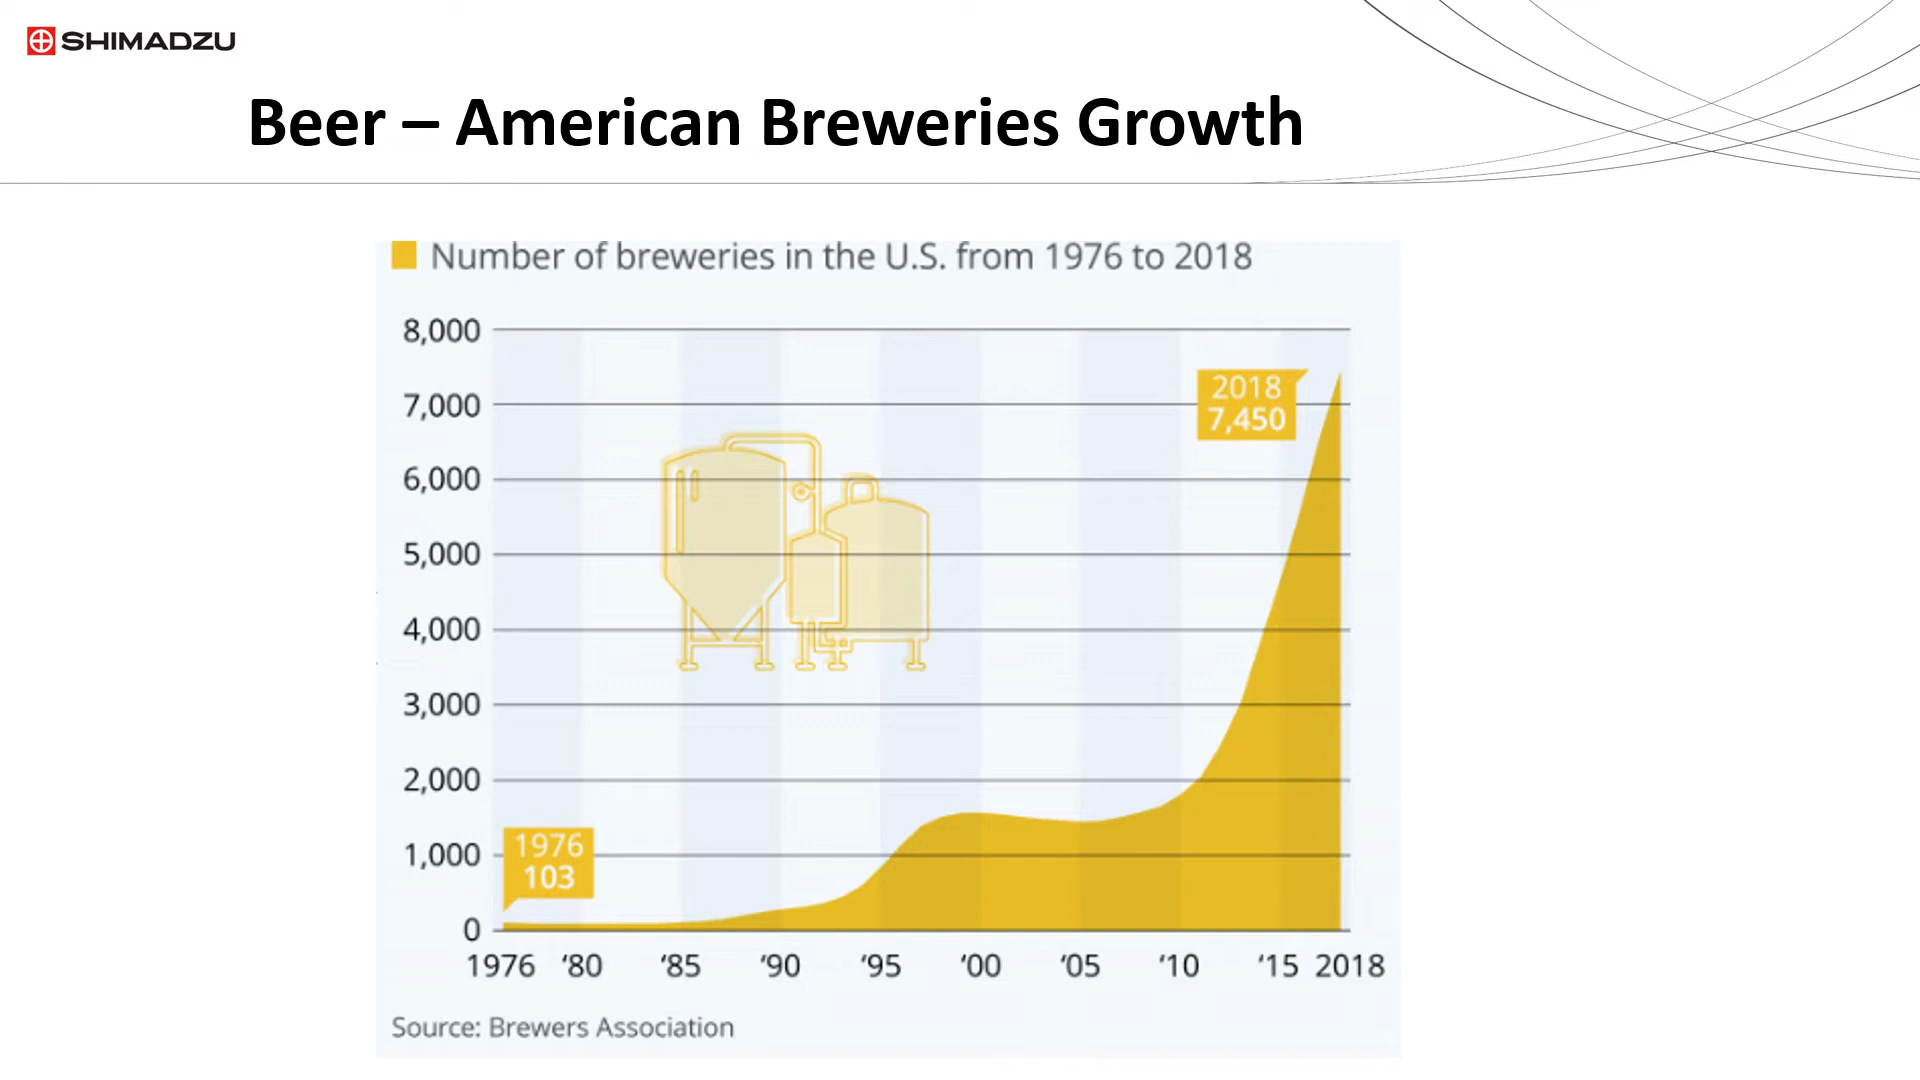 SHIMADZU
Beer – American Breweries Growth
Number of breweries in the U.S. from 1976 to 2018
8,000
7,000
6,000
5,000
4,000
3,000
2,000
1,000
0
2018
7,450
1976
103
1976 ‘80 ‘85 ‘90 ‘95 ‘00 ‘05 ‘10 ‘15 2018
Source: Brewers Association